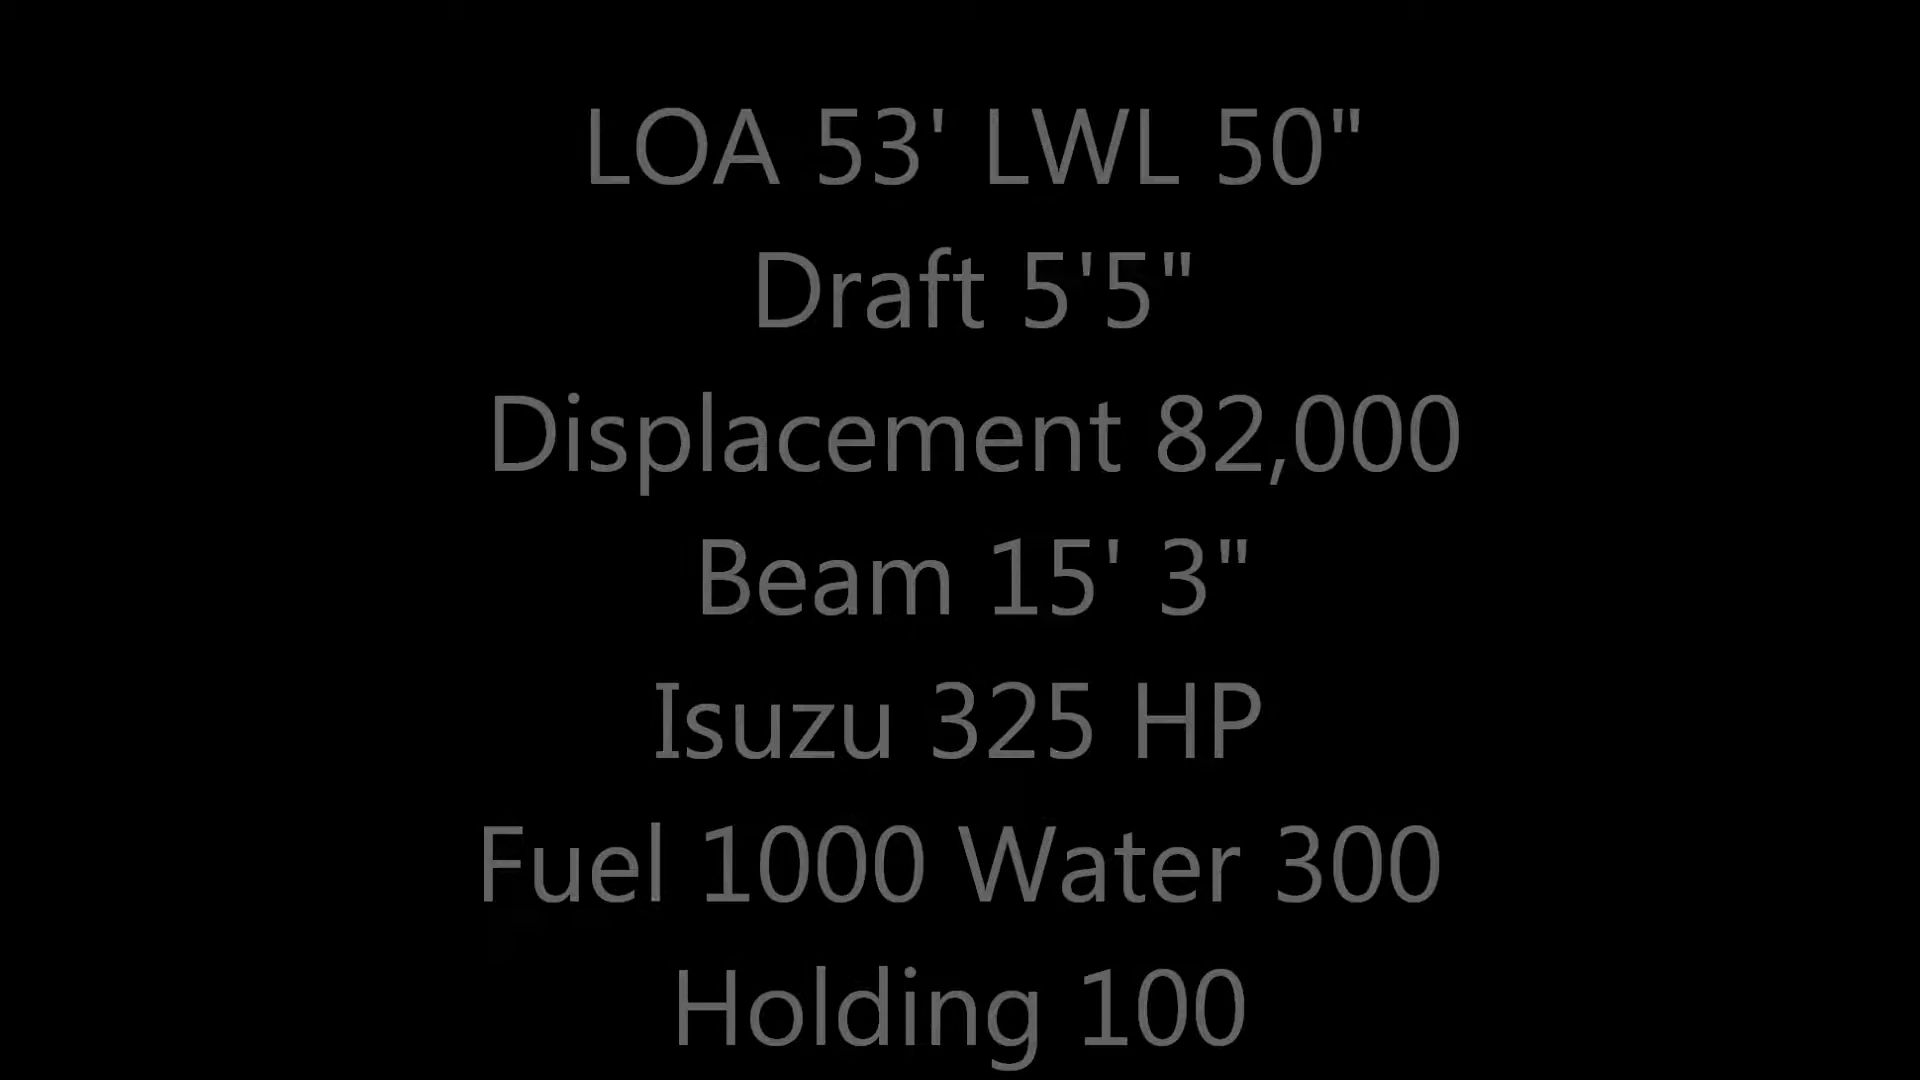 LOA 53' LWL 50"
Draft 5'5"
Displacement 82,000
Beam 15' 3"
Isuzu 325 HP
Fuel 1000 Water 300
Holding 100